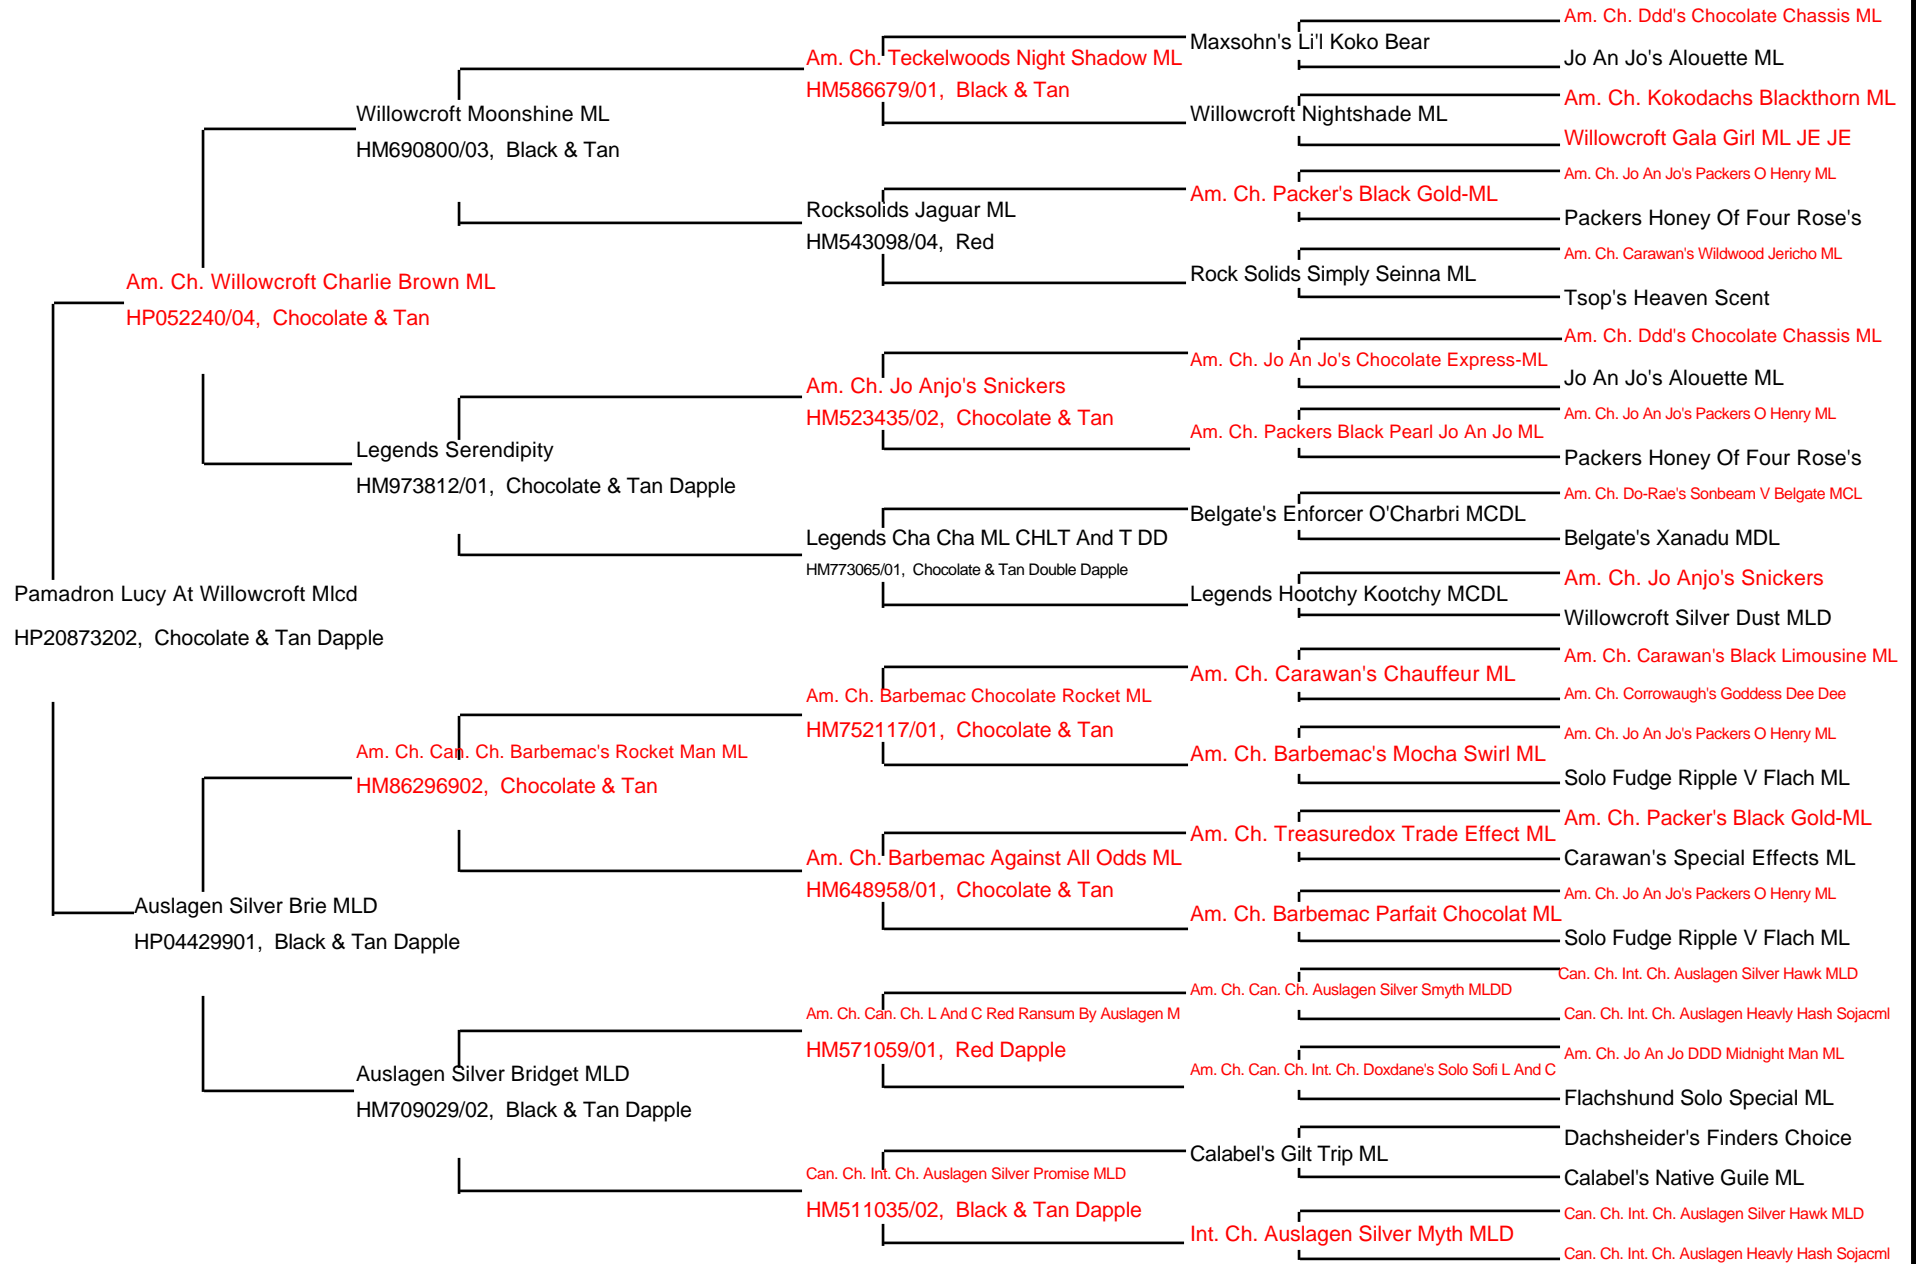 Pamadron Lucy At Willowcroft Mlcd
HP20873202, Chocolate & Tan Dapple
Am. Ch. Willowcroft Charlie Brown ML
HP052240/04, Chocolate & Tan
Auslagen Silver Brie MLD
HP04429901, Black & Tan Dapple
Willowcroft Moonshine ML
HM690800/03, Black & Tan
Legends Serendipity
HM973812/01, Chocolate & Tan Dapple
Am. Ch. Can. Ch. Barbemac's Rocket Man ML
HM86296902, Chocolate & Tan
Auslagen Silver Bridget MLD
HM709029/02, Black & Tan Dapple
Am. Ch. Teckelwoods Night Shadow ML
HM586679/01, Black & Tan
Rocksolids Jaguar ML
HM543098/04, Red
Am. Ch. Jo Anjo's Snickers
HM523435/02, Chocolate & Tan
Legends Cha Cha ML CHLT And T DD
HM773065/01, Chocolate & Tan Double Dapple
Am. Ch. Barbemac Chocolate Rocket ML
HM752117/01, Chocolate & Tan
Am. Ch. Barbemac Against All Odds ML
HM648958/01, Chocolate & Tan
Am. Ch. Can. Ch. L And C Red Ransum By Auslagen M
HM571059/01, Red Dapple
Can. Ch. Int. Ch. Auslagen Silver Promise MLD
HM511035/02, Black & Tan Dapple
Maxsohn's Li'l Koko Bear
Willowcroft Nightshade ML
Am. Ch. Packer's Black Gold-ML
Rock Solids Simply Seinna ML
Am. Ch. Jo An Jo's Chocolate Express-ML
Am. Ch. Packers Black Pearl Jo An Jo ML
Belgate's Enforcer O'Charbri MCDL
Legends Hootchy Kootchy MCDL
Am. Ch. Carawan's Chauffeur ML
Am. Ch. Barbemac's Mocha Swirl ML
Am. Ch. Treasuredox Trade Effect ML
Am. Ch. Barbemac Parfait Chocolat ML
Am. Ch. Can. Ch. Auslagen Silver Smyth MLDD
Am. Ch. Can. Ch. Int. Ch. Doxdane's Solo Sofi L And C
Calabel's Gilt Trip ML
Int. Ch. Auslagen Silver Myth MLD
Am. Ch. Ddd's Chocolate Chassis ML
Jo An Jo's Alouette ML
Am. Ch. Kokodachs Blackthorn ML
Willowcroft Gala Girl ML JE JE
Am. Ch. Jo An Jo's Packers O Henry ML
Packers Honey Of Four Rose's
Am. Ch. Carawan's Wildwood Jericho ML
Tsop's Heaven Scent
Am. Ch. Ddd's Chocolate Chassis ML
Jo An Jo's Alouette ML
Am. Ch. Jo An Jo's Packers O Henry ML
Packers Honey Of Four Rose's
Am. Ch. Do-Rae's Sonbeam V Belgate MCL
Belgate's Xanadu MDL
Am. Ch. Jo Anjo's Snickers
Willowcroft Silver Dust MLD
Am. Ch. Carawan's Black Limousine ML
Am. Ch. Corrowaugh's Goddess Dee Dee
Am. Ch. Jo An Jo's Packers O Henry ML
Solo Fudge Ripple V Flach ML
Am. Ch. Packer's Black Gold-ML
Carawan's Special Effects ML
Am. Ch. Jo An Jo's Packers O Henry ML
Solo Fudge Ripple V Flach ML
Can. Ch. Int. Ch. Auslagen Silver Hawk MLD
Can. Ch. Int. Ch. Auslagen Heavly Hash Sojacml
Am. Ch. Jo An Jo DDD Midnight Man ML
Flachshund Solo Special ML
Dachsheider's Finders Choice
Calabel's Native Guile ML
Can. Ch. Int. Ch. Auslagen Silver Hawk MLD
Can. Ch. Int. Ch. Auslagen Heavly Hash Sojacml